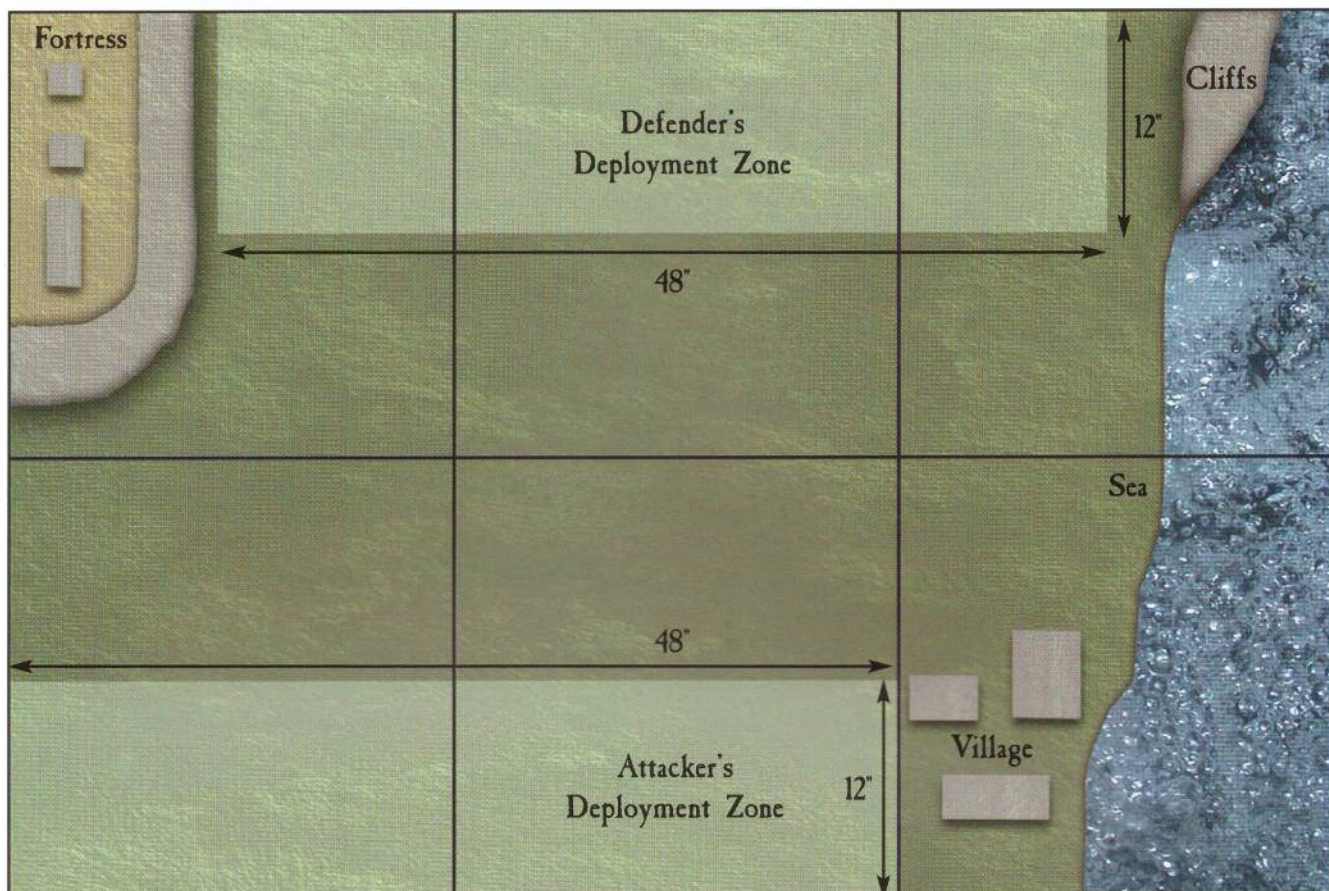 Fortress
Cliffs
Defender's
Deployment Zone
12"
48"
Sea
48"
Village
Attacker's
Deployment Zone
12"